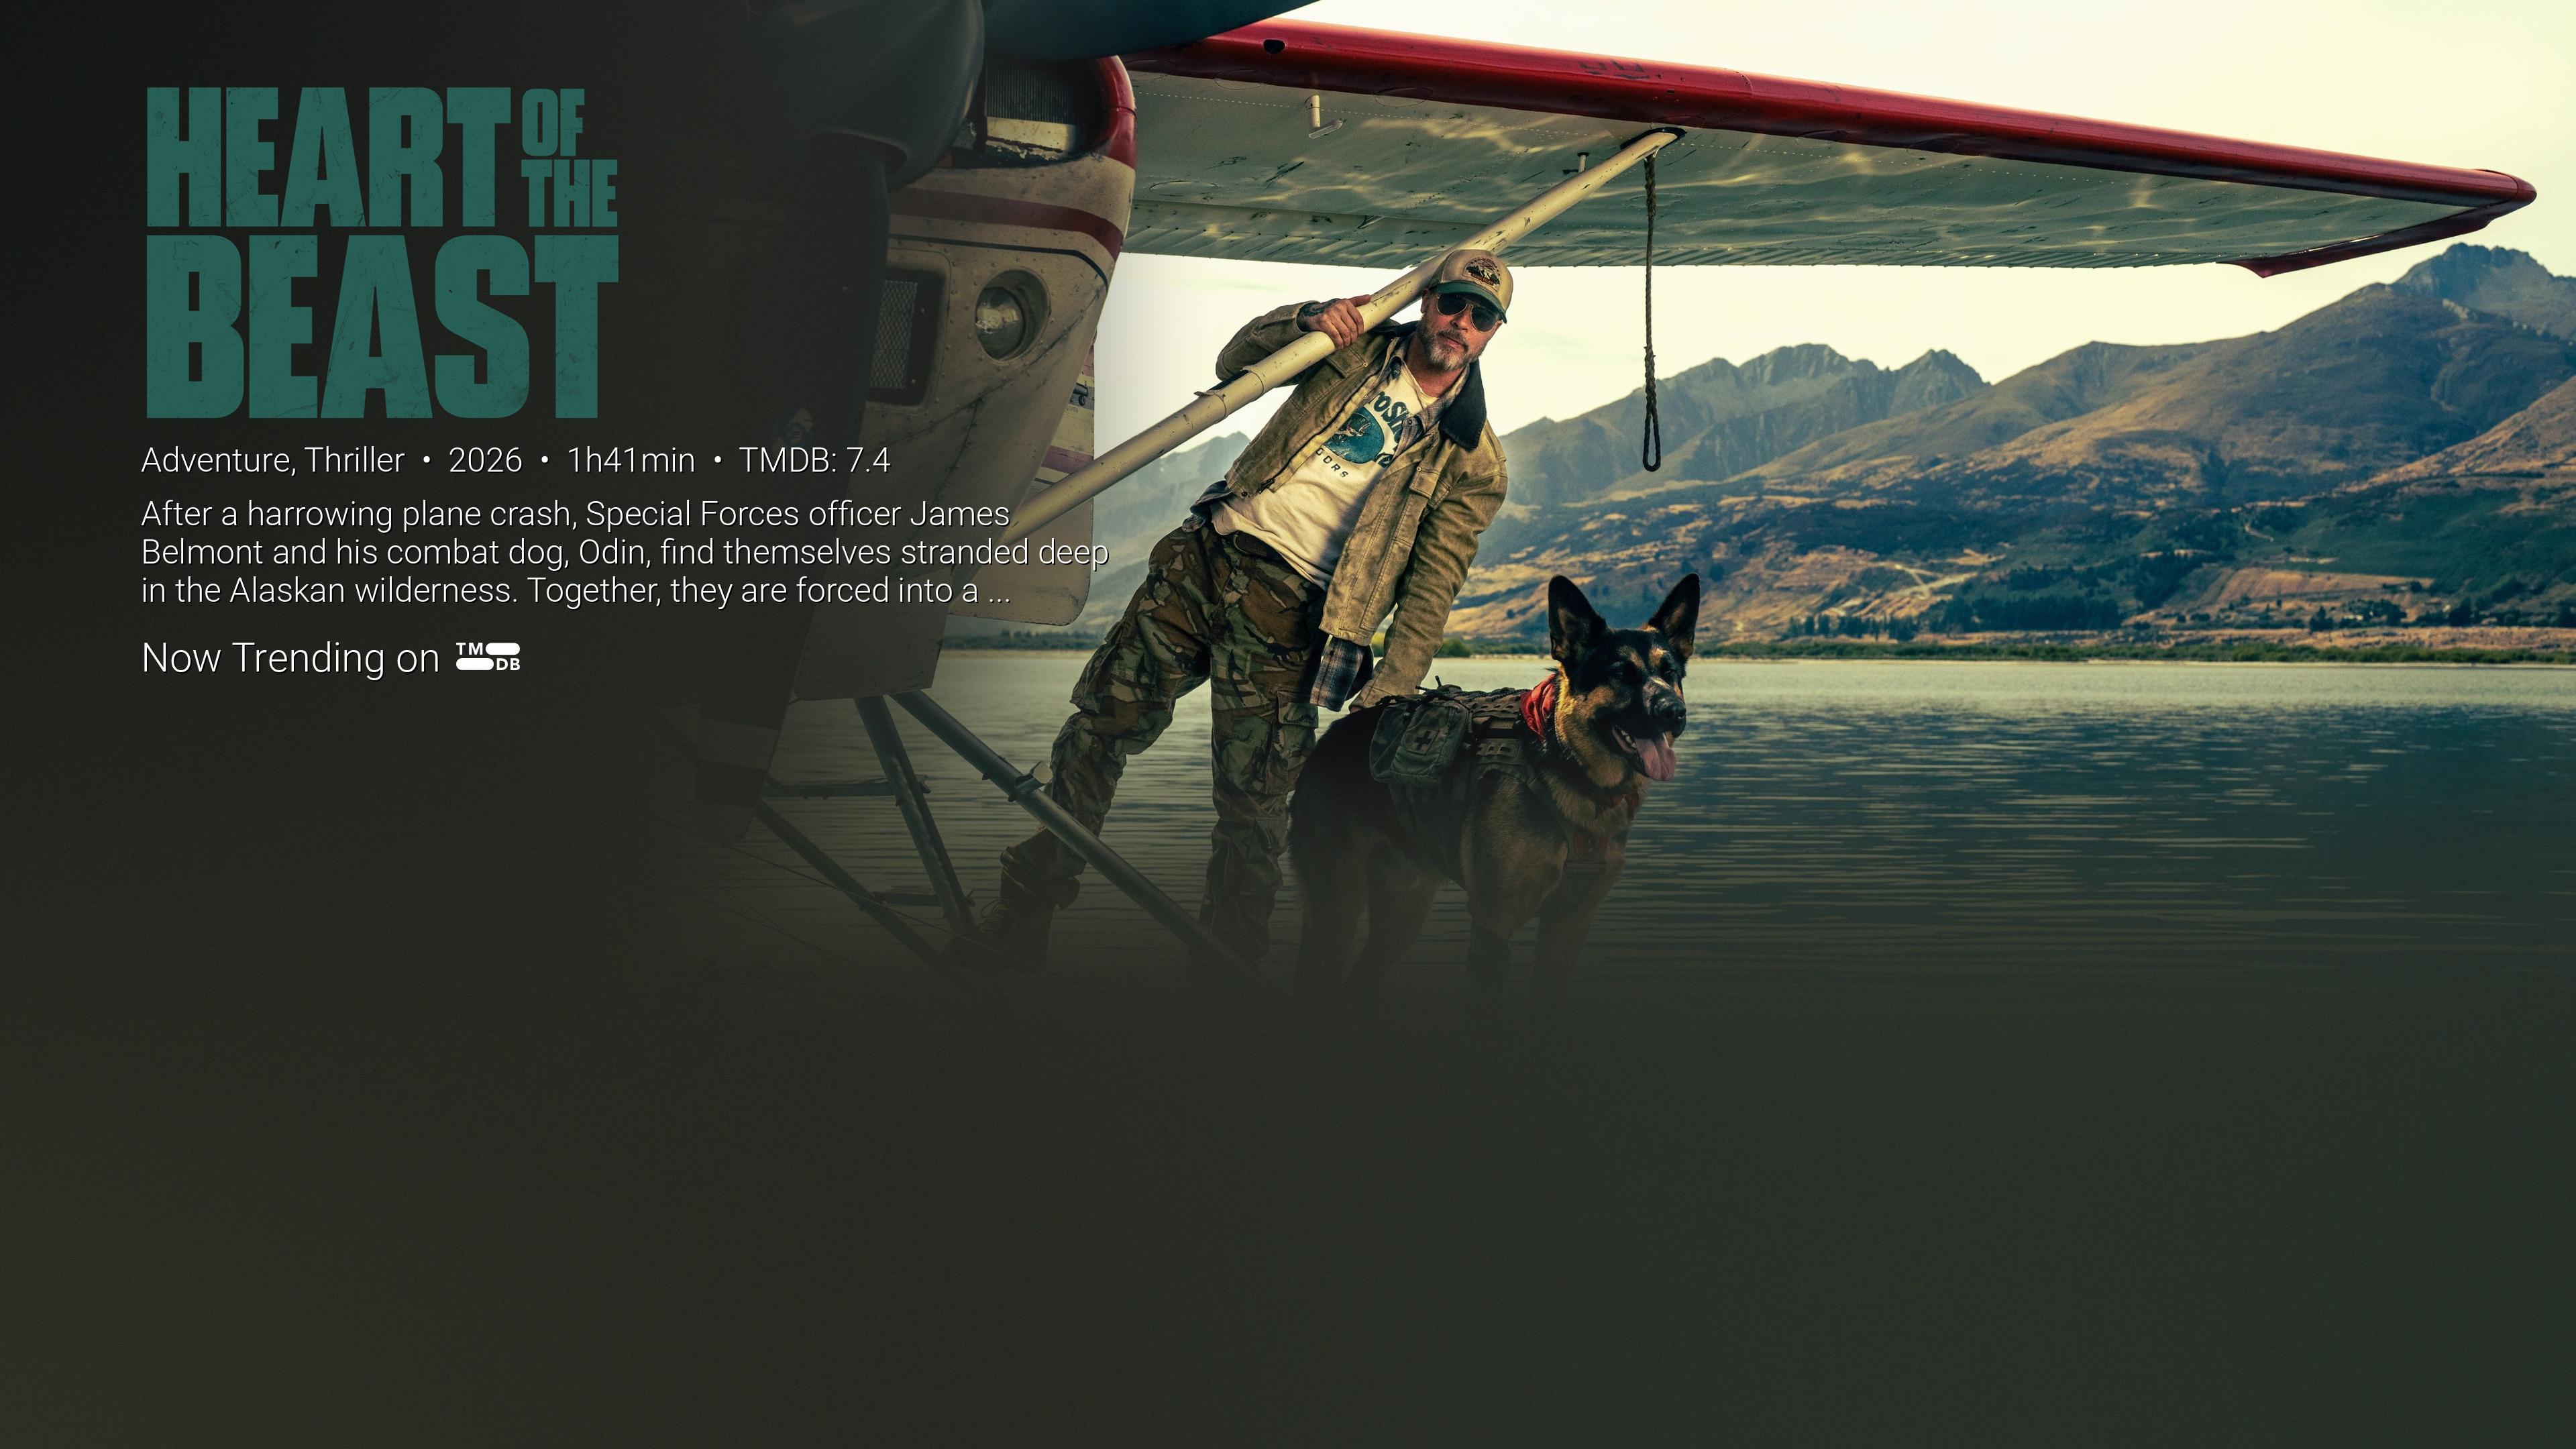 HEART OF THE
BEAST
Adventure, Thriller • 2026 • 1h41min • TMDB: 7.4
After a harrowing plane crash, Special Forces officer James
Belmont and his combat dog, Odin, find themselves stranded deep
in the Alaskan wilderness. Together, they are forced into a ...
Now Trending on TMDB